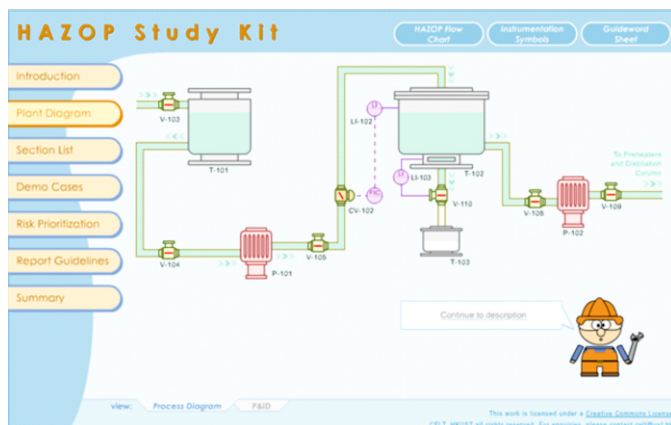 HAZOP Study Kit
HAZOP Flow
Chart
Instrumentation
Symbols
Guideword
Sheet
Introduction
Plant Diagram
Section List
Demo Cases
Risk Prioritization
Report Guidelines
Summary
V-103
T-101
V-104
P-101
V-105
CV-102
LI-102
LI-103
T-102
V-110
T-103
V-108
P-102
V-109
To Preheaters
and Distillation
Column
Continue to description
view:
Process Diagram
P&ID
This work is licensed under a Creative Commons License